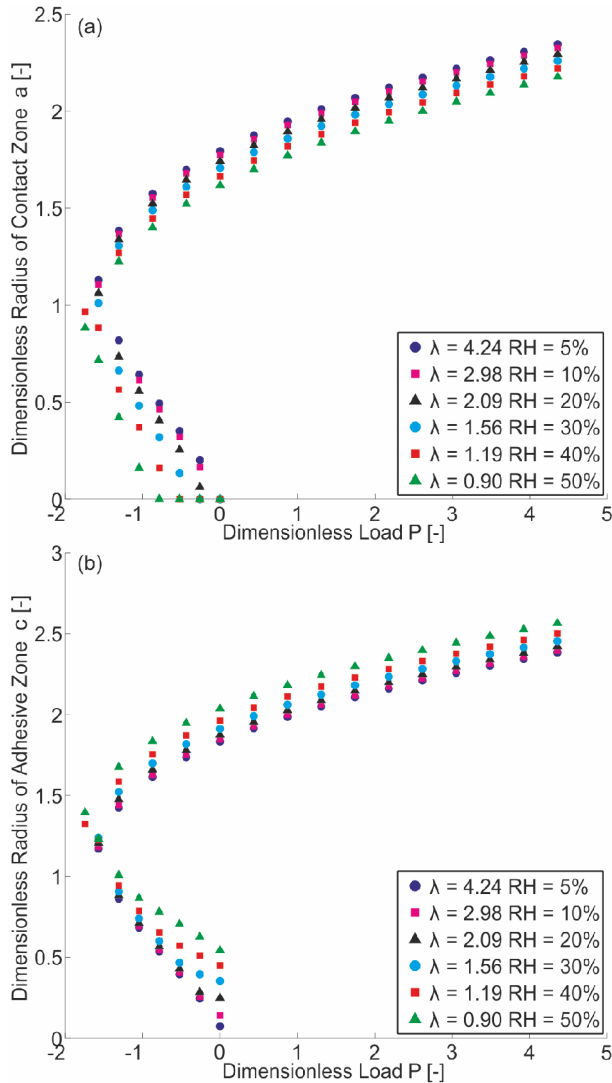 (a)
Dimensionless Radius of Contact Zone a [-]
2.5
2
1.5
1
0.5
0
λ = 4.24 RH = 5%
λ = 2.98 RH = 10%
λ = 2.09 RH = 20%
λ = 1.56 RH = 30%
λ = 1.19 RH = 40%
λ = 0.90 RH = 50%
-2 -1 0 1 2 3 4 5
Dimensionless Load P [-]
(b)
Dimensionless Radius of Adhesive Zone c [-]
3
2.5
2
1.5
1
0.5
0
λ = 4.24 RH = 5%
λ = 2.98 RH = 10%
λ = 2.09 RH = 20%
λ = 1.56 RH = 30%
λ = 1.19 RH = 40%
λ = 0.90 RH = 50%
-2 -1 0 1 2 3 4 5
Dimensionless Load P [-]